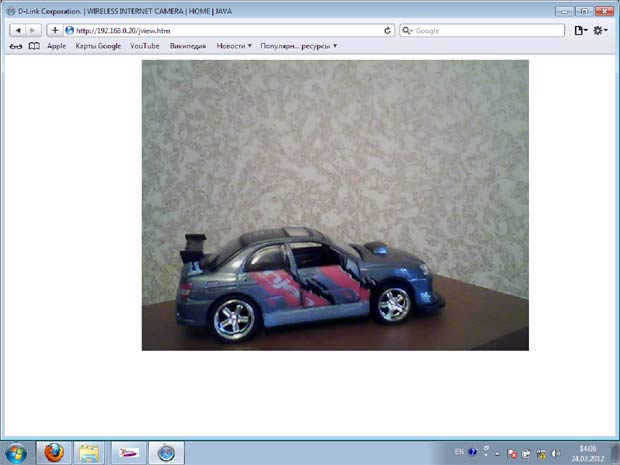 D-Link Corporation. | WIRELESS INTERNET CAMERA | HOME | JAVA
http://192.168.0.20/jview.htm
Google
Apple Карты Google YouTube Википедия Новости Популярн... ресурсы
EN
14:06
24.07.2012